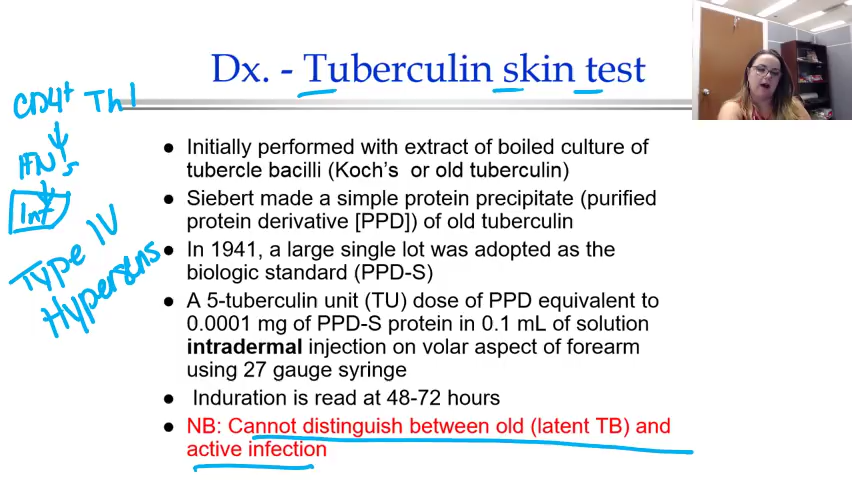 Dx. - Tuberculin skin test
CD4+ Th1
IFNs
Inf
Type IV
Hypersens
● Initially performed with extract of boiled culture of
tubercle bacilli (Koch's or old tuberculin)
● Siebert made a simple protein precipitate (purified
protein derivative [PPD]) of old tuberculin
● In 1941, a large single lot was adopted as the
biologic standard (PPD-S)
● A 5-tuberculin unit (TU) dose of PPD equivalent to
0.0001 mg of PPD-S protein in 0.1 mL of solution
intradermal injection on volar aspect of forearm
using 27 gauge syringe
● Induration is read at 48-72 hours
● NB: Cannot distinguish between old (latent TB) and
active infection